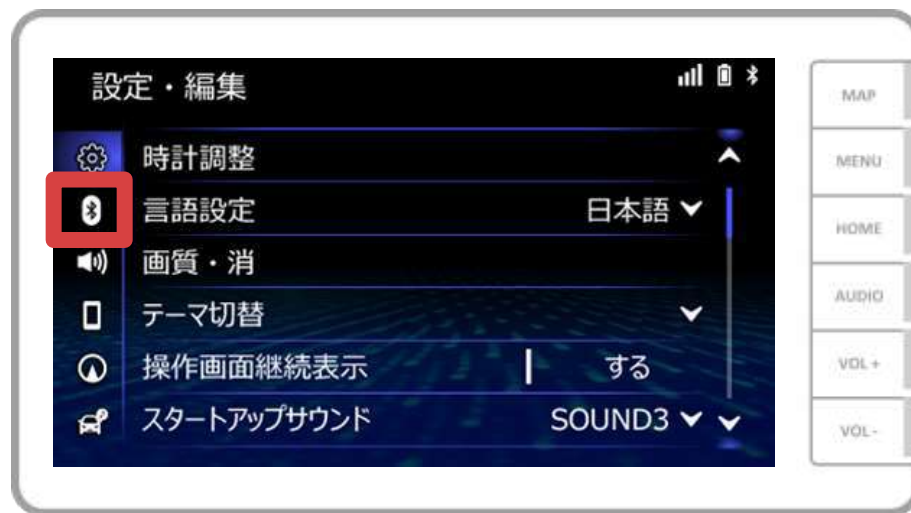 設定・編集
時計調整
言語設定 日本語
画質・消
テーマ切替
操作画面継続表示 する
スタートアップサウンド SOUND3
MAP
MENU
HOME
AUDIO
VOL+
VOL-